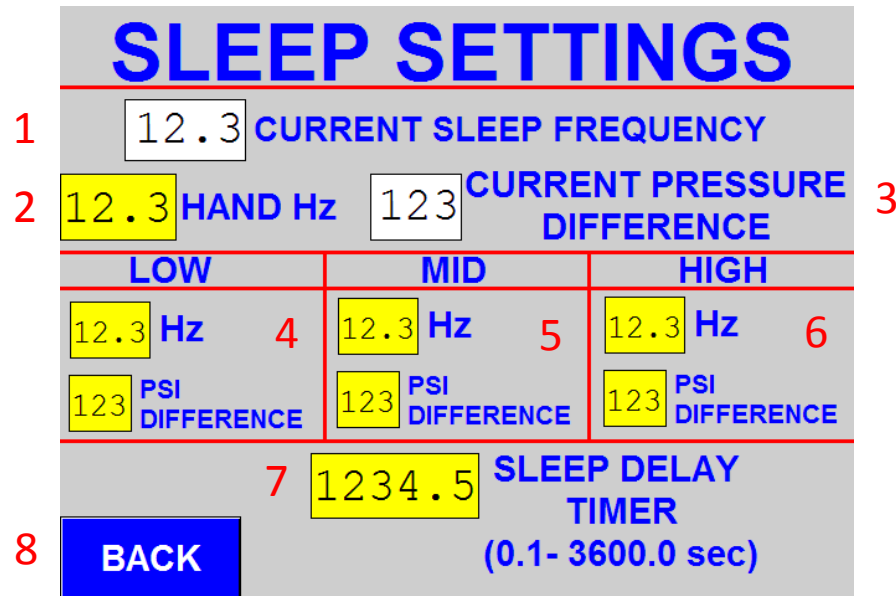 SLEEP SETTINGS
1 12.3 CURRENT SLEEP FREQUENCY
2 12.3 HAND Hz 123 CURRENT PRESSURE DIFFERENCE 3
LOW MID HIGH
12.3 Hz 4 12.3 Hz 5 12.3 Hz 6
123 PSI DIFFERENCE 123 PSI DIFFERENCE 123 PSI DIFFERENCE
7 1234.5 SLEEP DELAY
TIMER
8 BACK (0.1- 3600.0 sec)